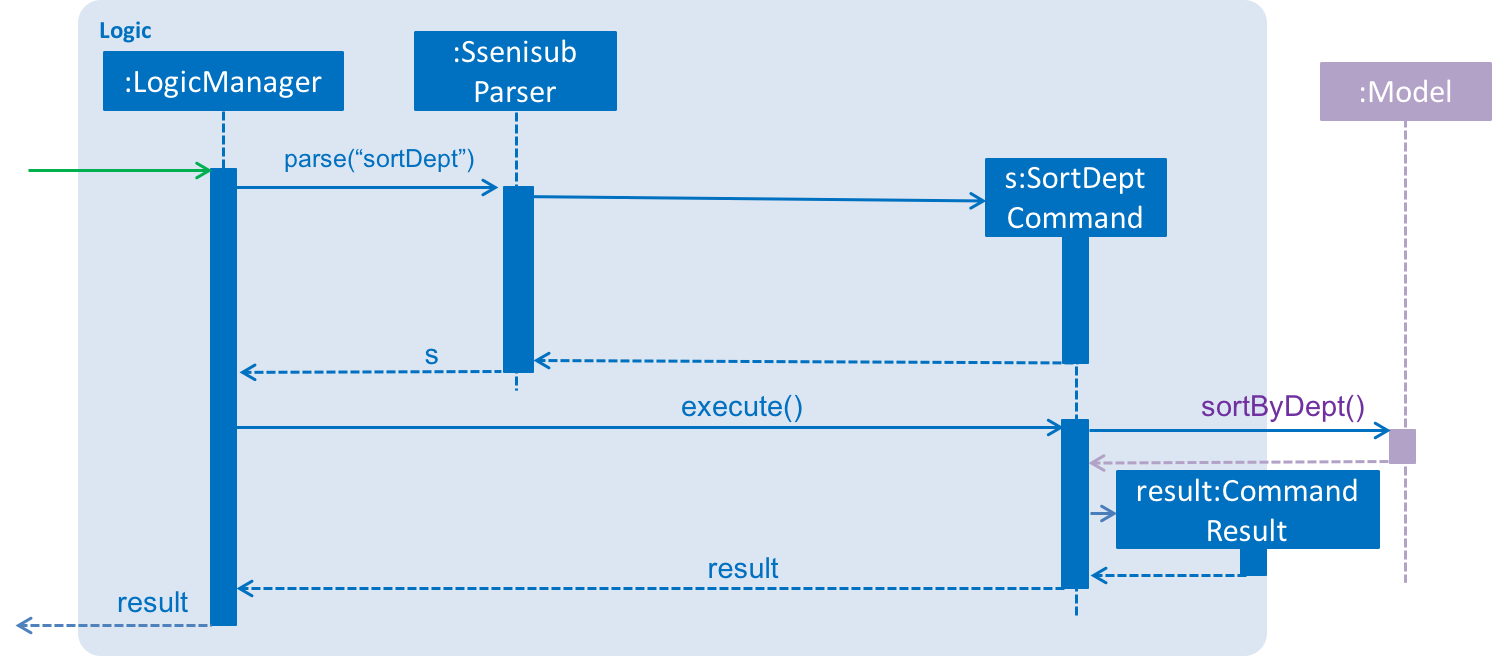 Logic
:LogicManager
:Ssenisub
Parser
:Model
parse(“sortDept”)
s:SortDept
Command
s
execute()
sortByDept()
result:Command
Result
result
result